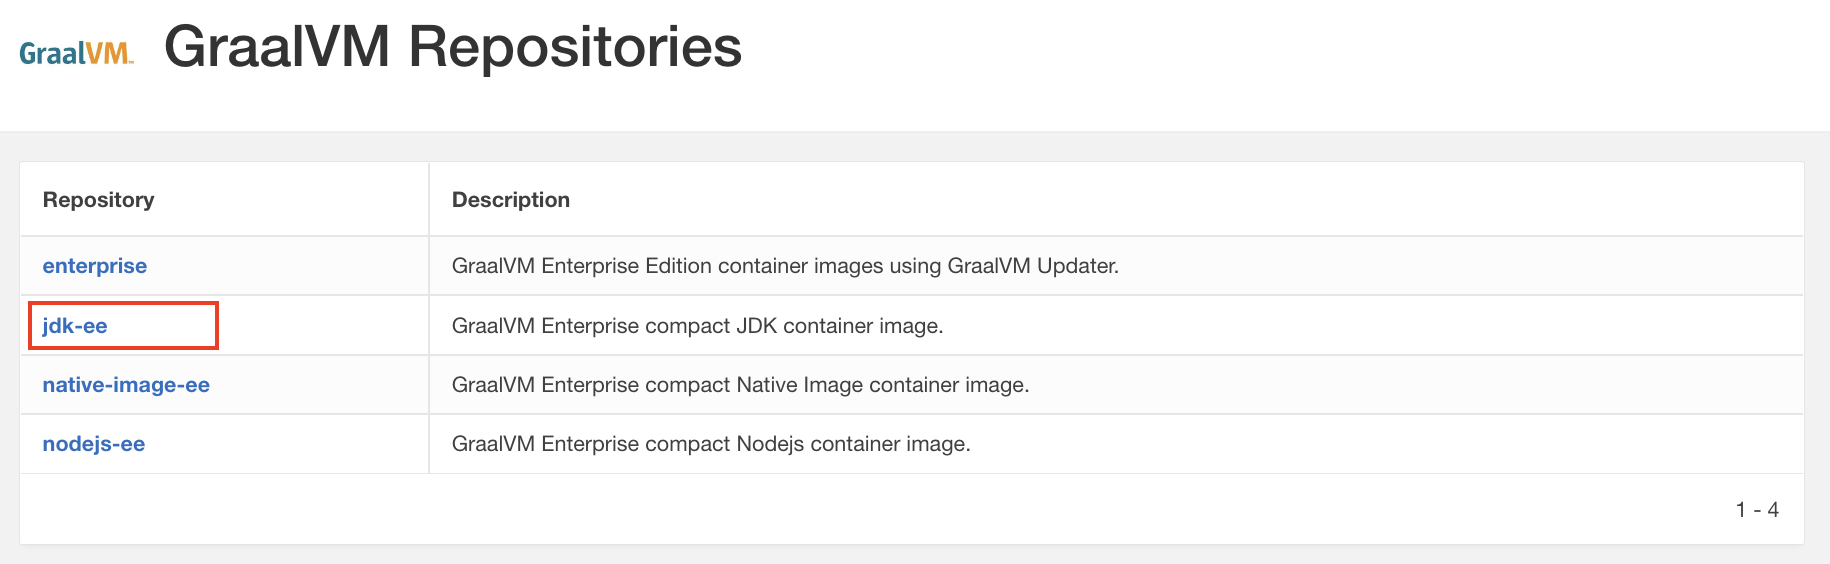 GraalVM™ GraalVM Repositories
Repository Description
enterprise GraalVM Enterprise Edition container images using GraalVM Updater.
jdk-ee GraalVM Enterprise compact JDK container image.
native-image-ee GraalVM Enterprise compact Native Image container image.
nodejs-ee GraalVM Enterprise compact Nodejs container image.
1 - 4